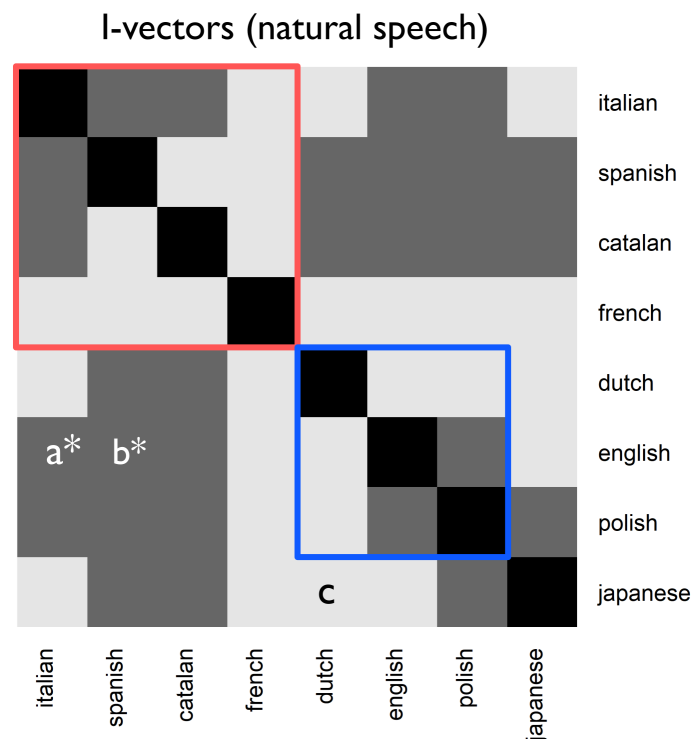 I-vectors (natural speech)
italian
spanish
catalan
french
dutch
a* b* english
polish
c japanese
italian spanish catalan french dutch english polish japanese